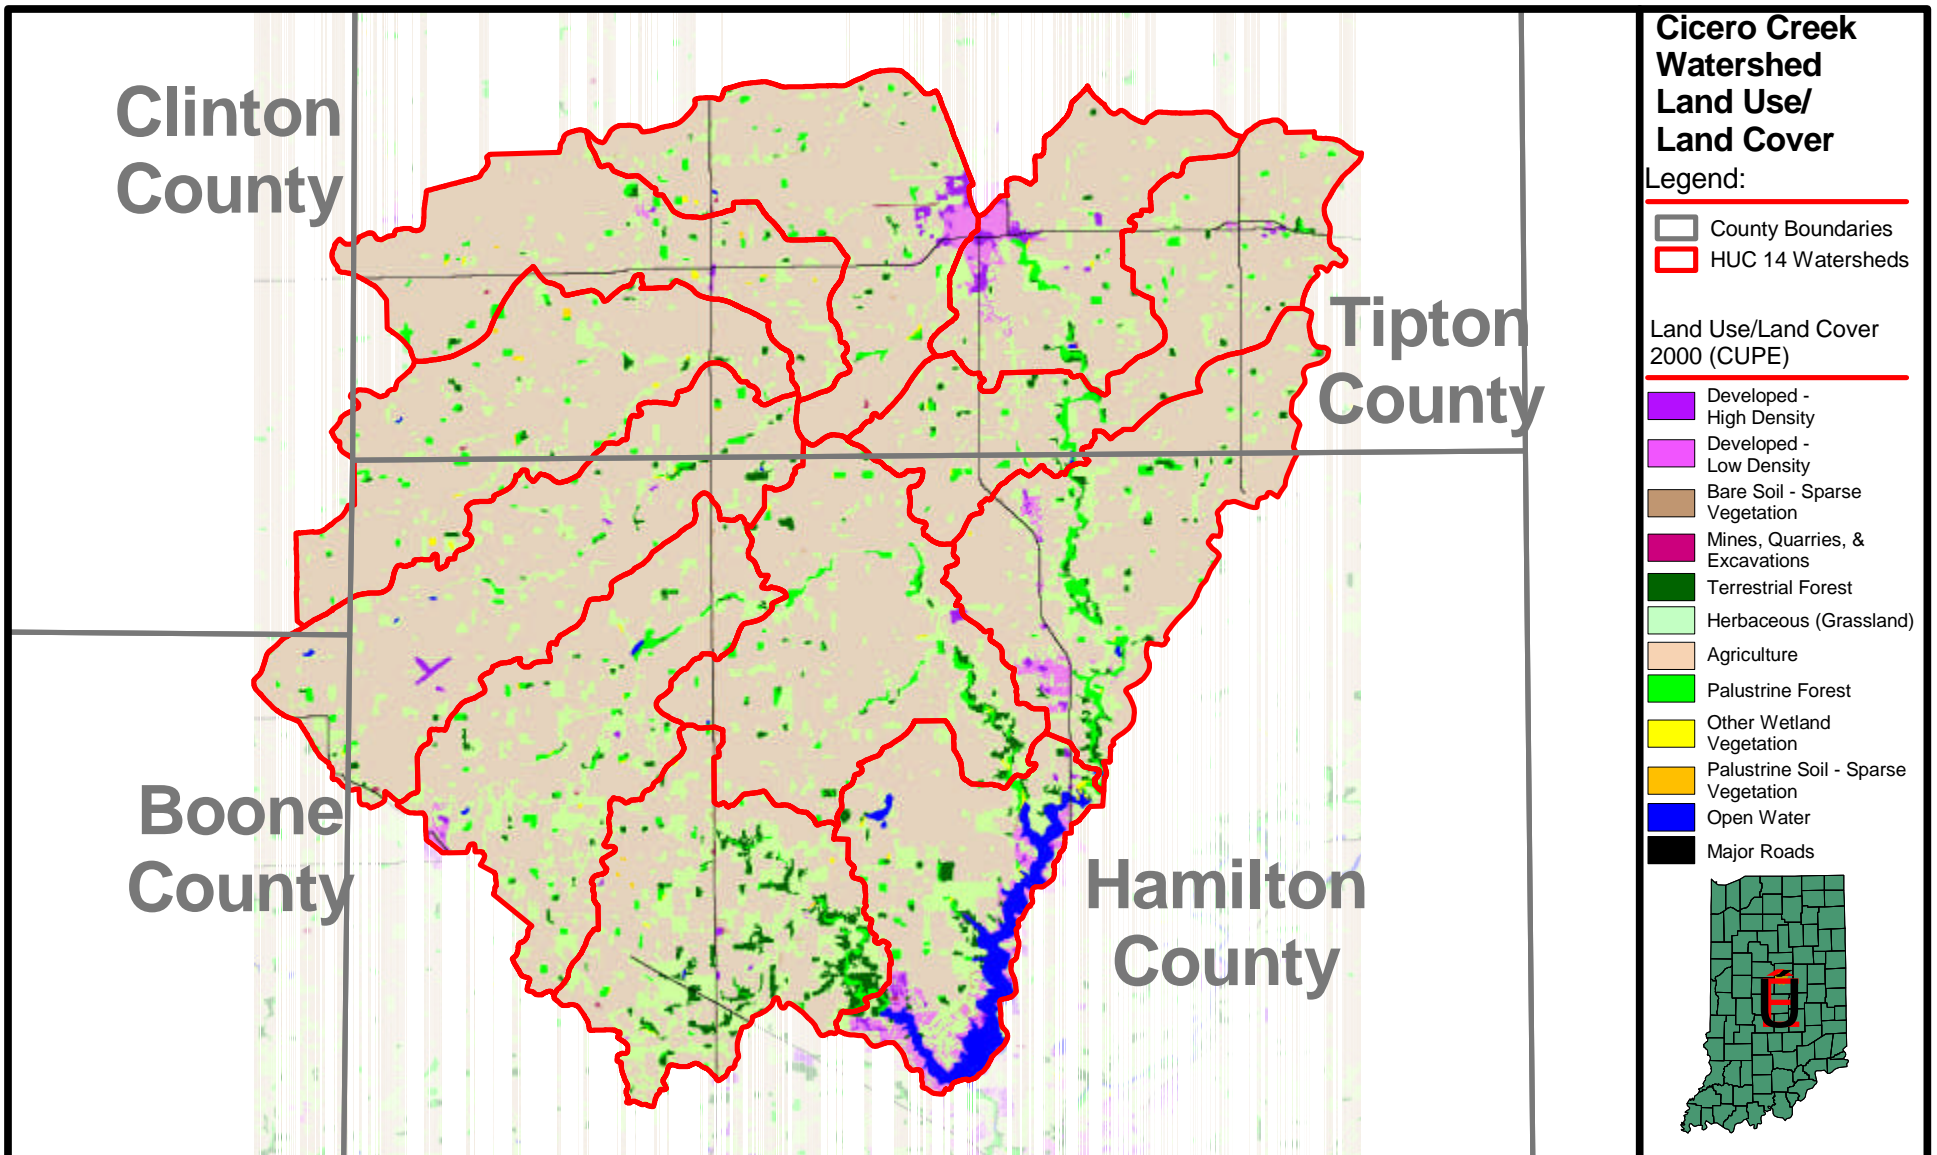 Clinton
County
Tipton
County
Boone
County
Hamilton
County
Cicero Creek
Watershed
Land Use/
Land Cover
Legend:
County Boundaries
HUC 14 Watersheds
Land Use/Land Cover
2000 (CUPE)
Developed -
High Density
Developed -
Low Density
Bare Soil - Sparse
Vegetation
Mines, Quarries, &
Excavations
Terrestrial Forest
Herbaceous (Grassland)
Agriculture
Palustrine Forest
Other Wetland
Vegetation
Palustrine Soil - Sparse
Vegetation
Open Water
Major Roads